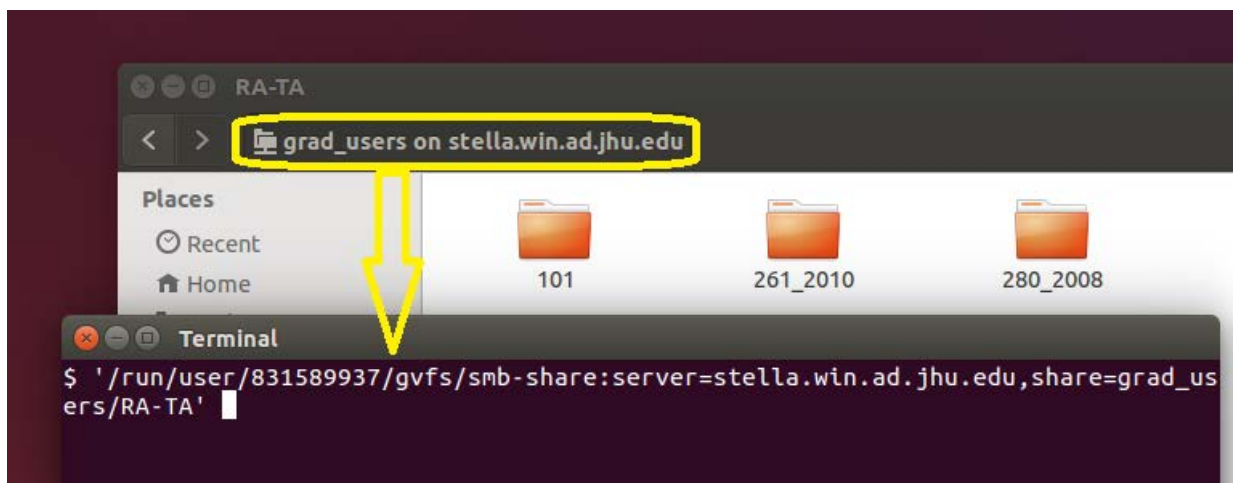 RA-TA
< > grad_users on stella.win.ad.jhu.edu
Places
Recent
Home
101
261_2010
280_2008
Terminal
$ '/run/user/831589937/gvfs/smb-share:server=stella.win.ad.jhu.edu,share=grad_us
ers/RA-TA'